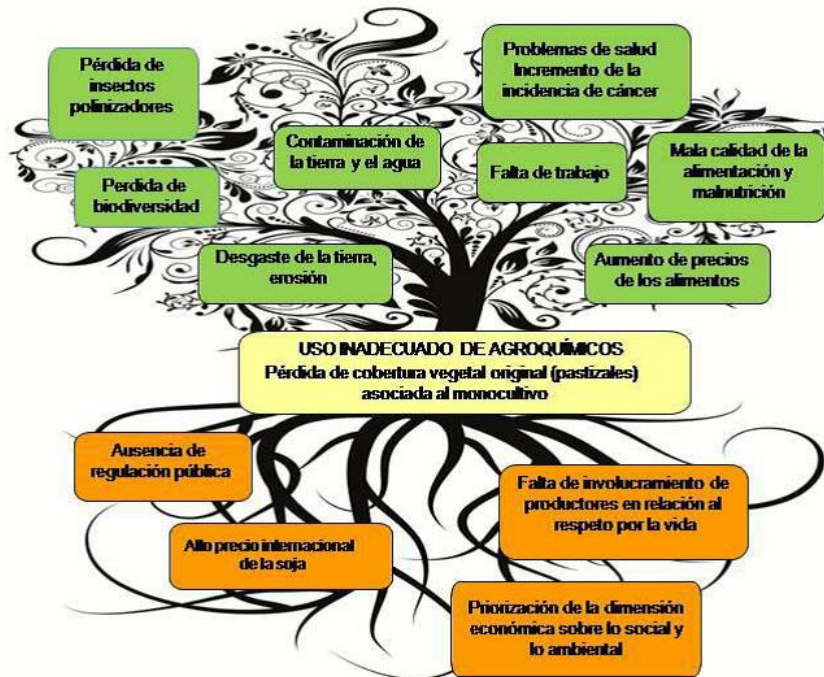 Pérdida de
insectos
polinizadores
Problemas de salud
Incremento de la
incidencia de cáncer
Contaminación de
la tierra y el agua
Falta de trabajo
Mala calidad de la
alimentación y
malnutrición
Perdida de
biodiversidad
Desgaste de la tierra,
erosión
Aumento de precios
de los alimentos
USO INADECUADO DE AGROQUÍMICOS
Pérdida de cobertura vegetal original (pastizales)
asociada al monocultivo
Ausencia de
regulación pública
Falta de involucramiento de
productores en relación al
respeto por la vida
Alto precio internacional
de la soja
Priorización de la dimensión
económica sobre lo social y
lo ambiental